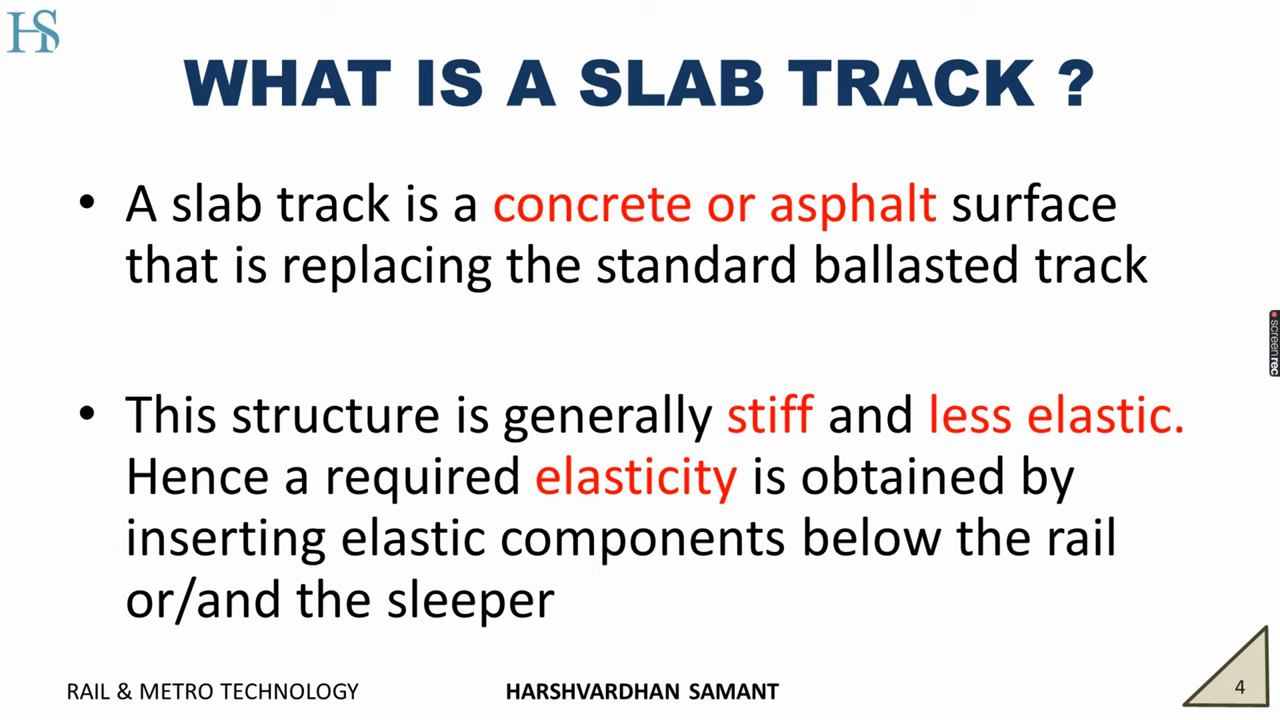 HS
WHAT IS A SLAB TRACK ?
• A slab track is a concrete or asphalt surface
that is replacing the standard ballasted track
• This structure is generally stiff and less elastic.
Hence a required elasticity is obtained by
inserting elastic components below the rail
or/and the sleeper
screenrec
RAIL & METRO TECHNOLOGY
HARSHVARDHAN SAMANT
4